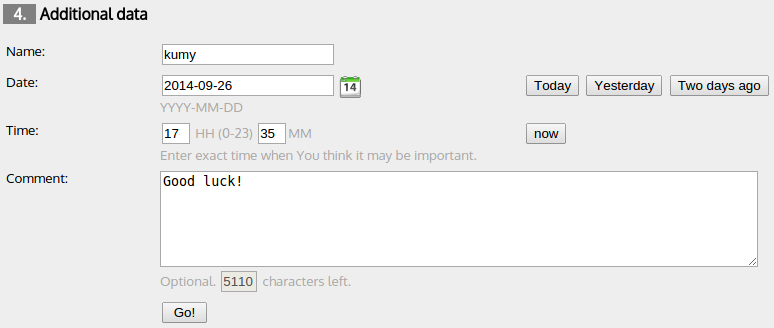 4. Additional data
Name: kumy
Date: 2014-09-26 14 Today Yesterday Two days ago
YYYY-MM-DD
Time: 17 HH (0-23) 35 MM now
Enter exact time when You think it may be important.
Comment: Good luck!
Optional. 5110 characters left.
Go!